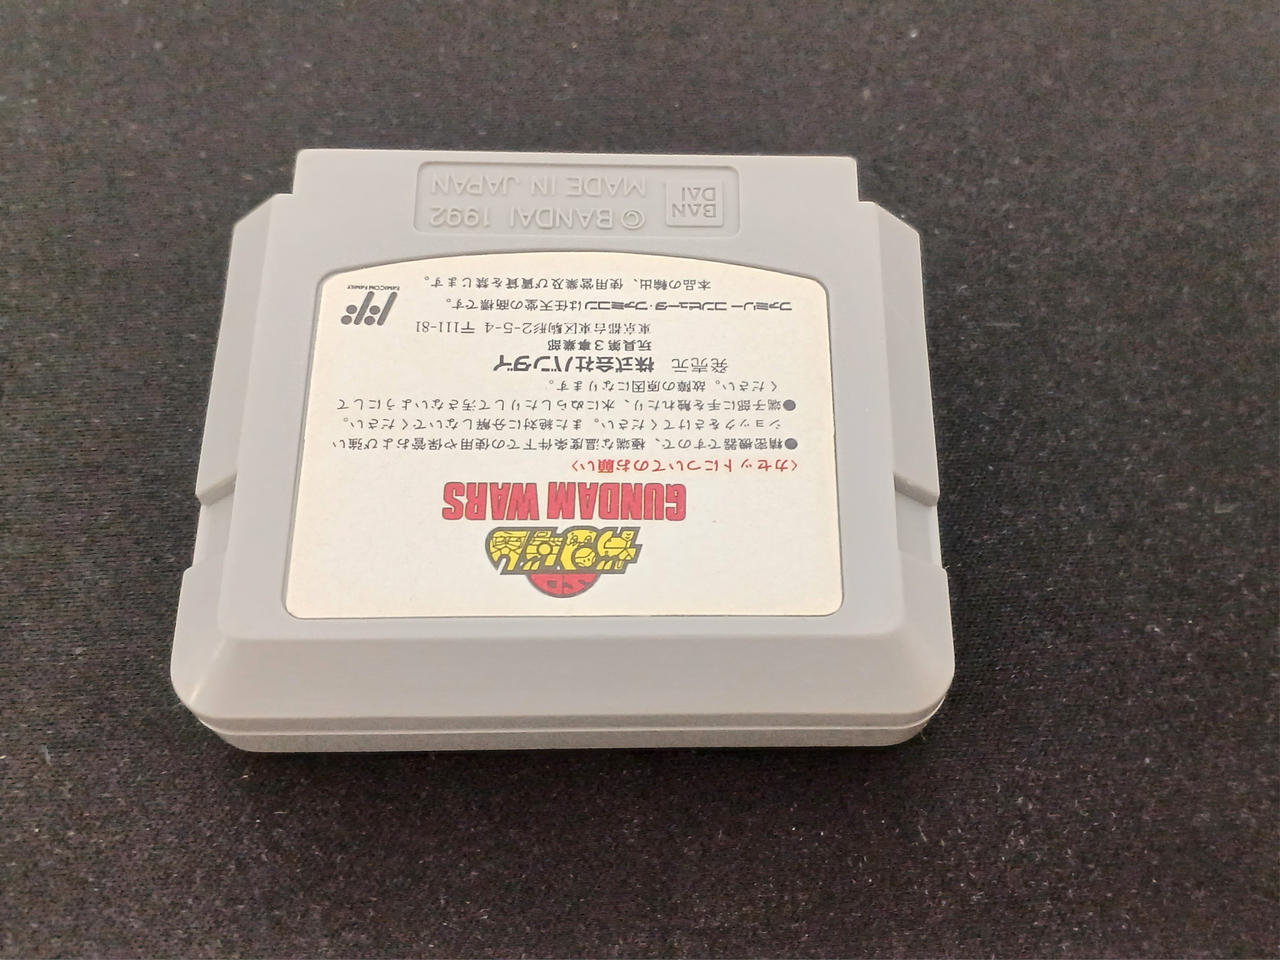 SD
ガンダム
GUNDAM WARS
〈カセットについてのお願い〉
●精密機器ですので、極端な温度条件下での使用や保管および強い
ショックをさけてください。また絶対に分解しないでください。
●端子部に手を触れたり、水にぬらしたりして汚さないようにして
ください。故障の原因になります。
発売元 株式会社バンダイ
玩具第3事業部
東京都台東区駒形2-5-4 〒111-81
ファミリーコンピュータ・ファミコンは任天堂の商標です。
本品の輸出、使用営業及び賃貸を禁じます。
FF
FAMICOM FAMILY
BAN
DAI
© BANDAI 1992
MADE IN JAPAN